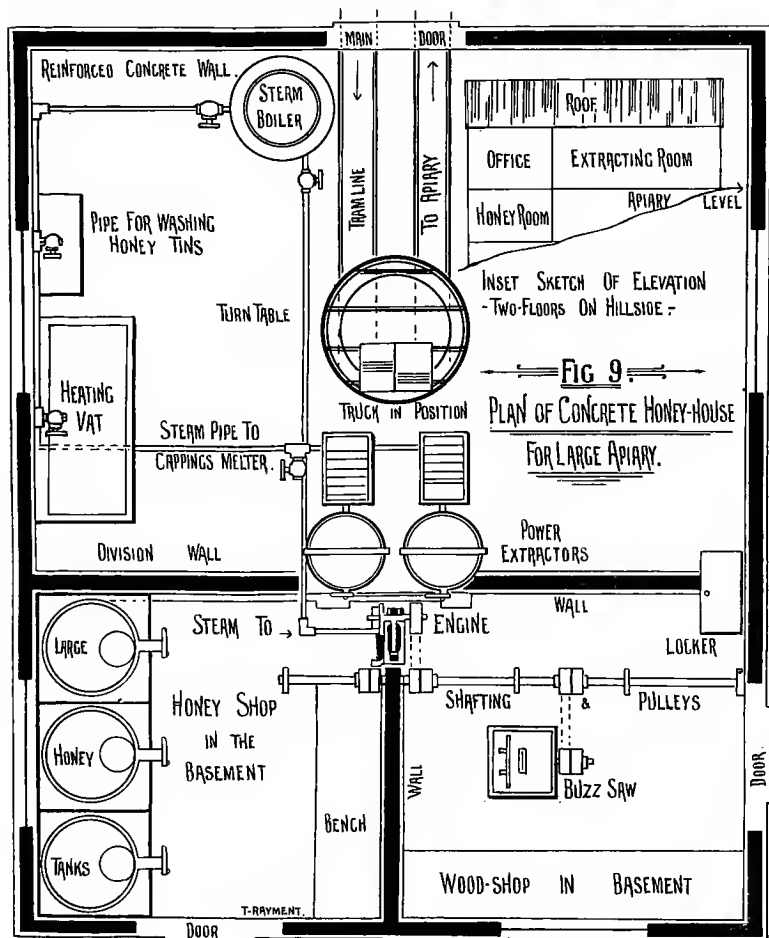 MAIN DOOR
REINFORCED CONCRETE WALL.
STEAM
BOILER
ROOF
OFFICE
EXTRACTING ROOM
HONEY ROOM
APIARY LEVEL
TRAMLINE
TO APIARY
PIPE FOR WASHING
HONEY TINS
INSET SKETCH OF ELEVATION
-TWO-FLOORS ON HILLSIDE:-
TURN TABLE
FIG 9.
PLAN OF CONCRETE HONEY-HOUSE
FOR LARGE APIARY.
HEATING
VAT
TRUCK IN POSITION
STEAM PIPE TO
CAPPINGS MELTER.
POWER
EXTRACTORS
DIVISION WALL
WALL
LOCKER
STEAM TO
ENGINE
LARGE
HONEY
TANKS
HONEY SHOP
IN THE
BASEMENT
SHAFTING & PULLEYS
WALL
BENCH
BUZZ SAW
DOOR.
WOOD-SHOP IN BASEMENT
T-RAYMENT.
DOOR